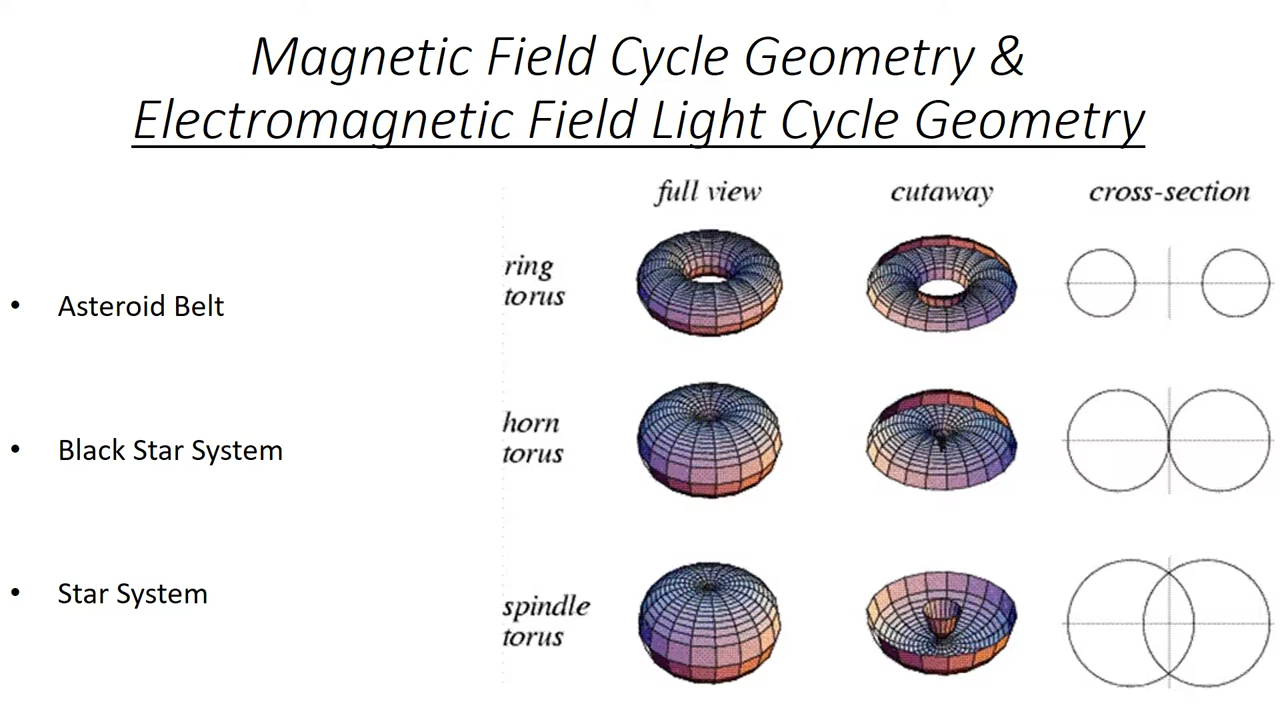 Magnetic Field Cycle Geometry &
Electromagnetic Field Light Cycle Geometry
full view cutaway cross-section
ring
torus
• Asteroid Belt
horn
torus
• Black Star System
spindle
torus
• Star System